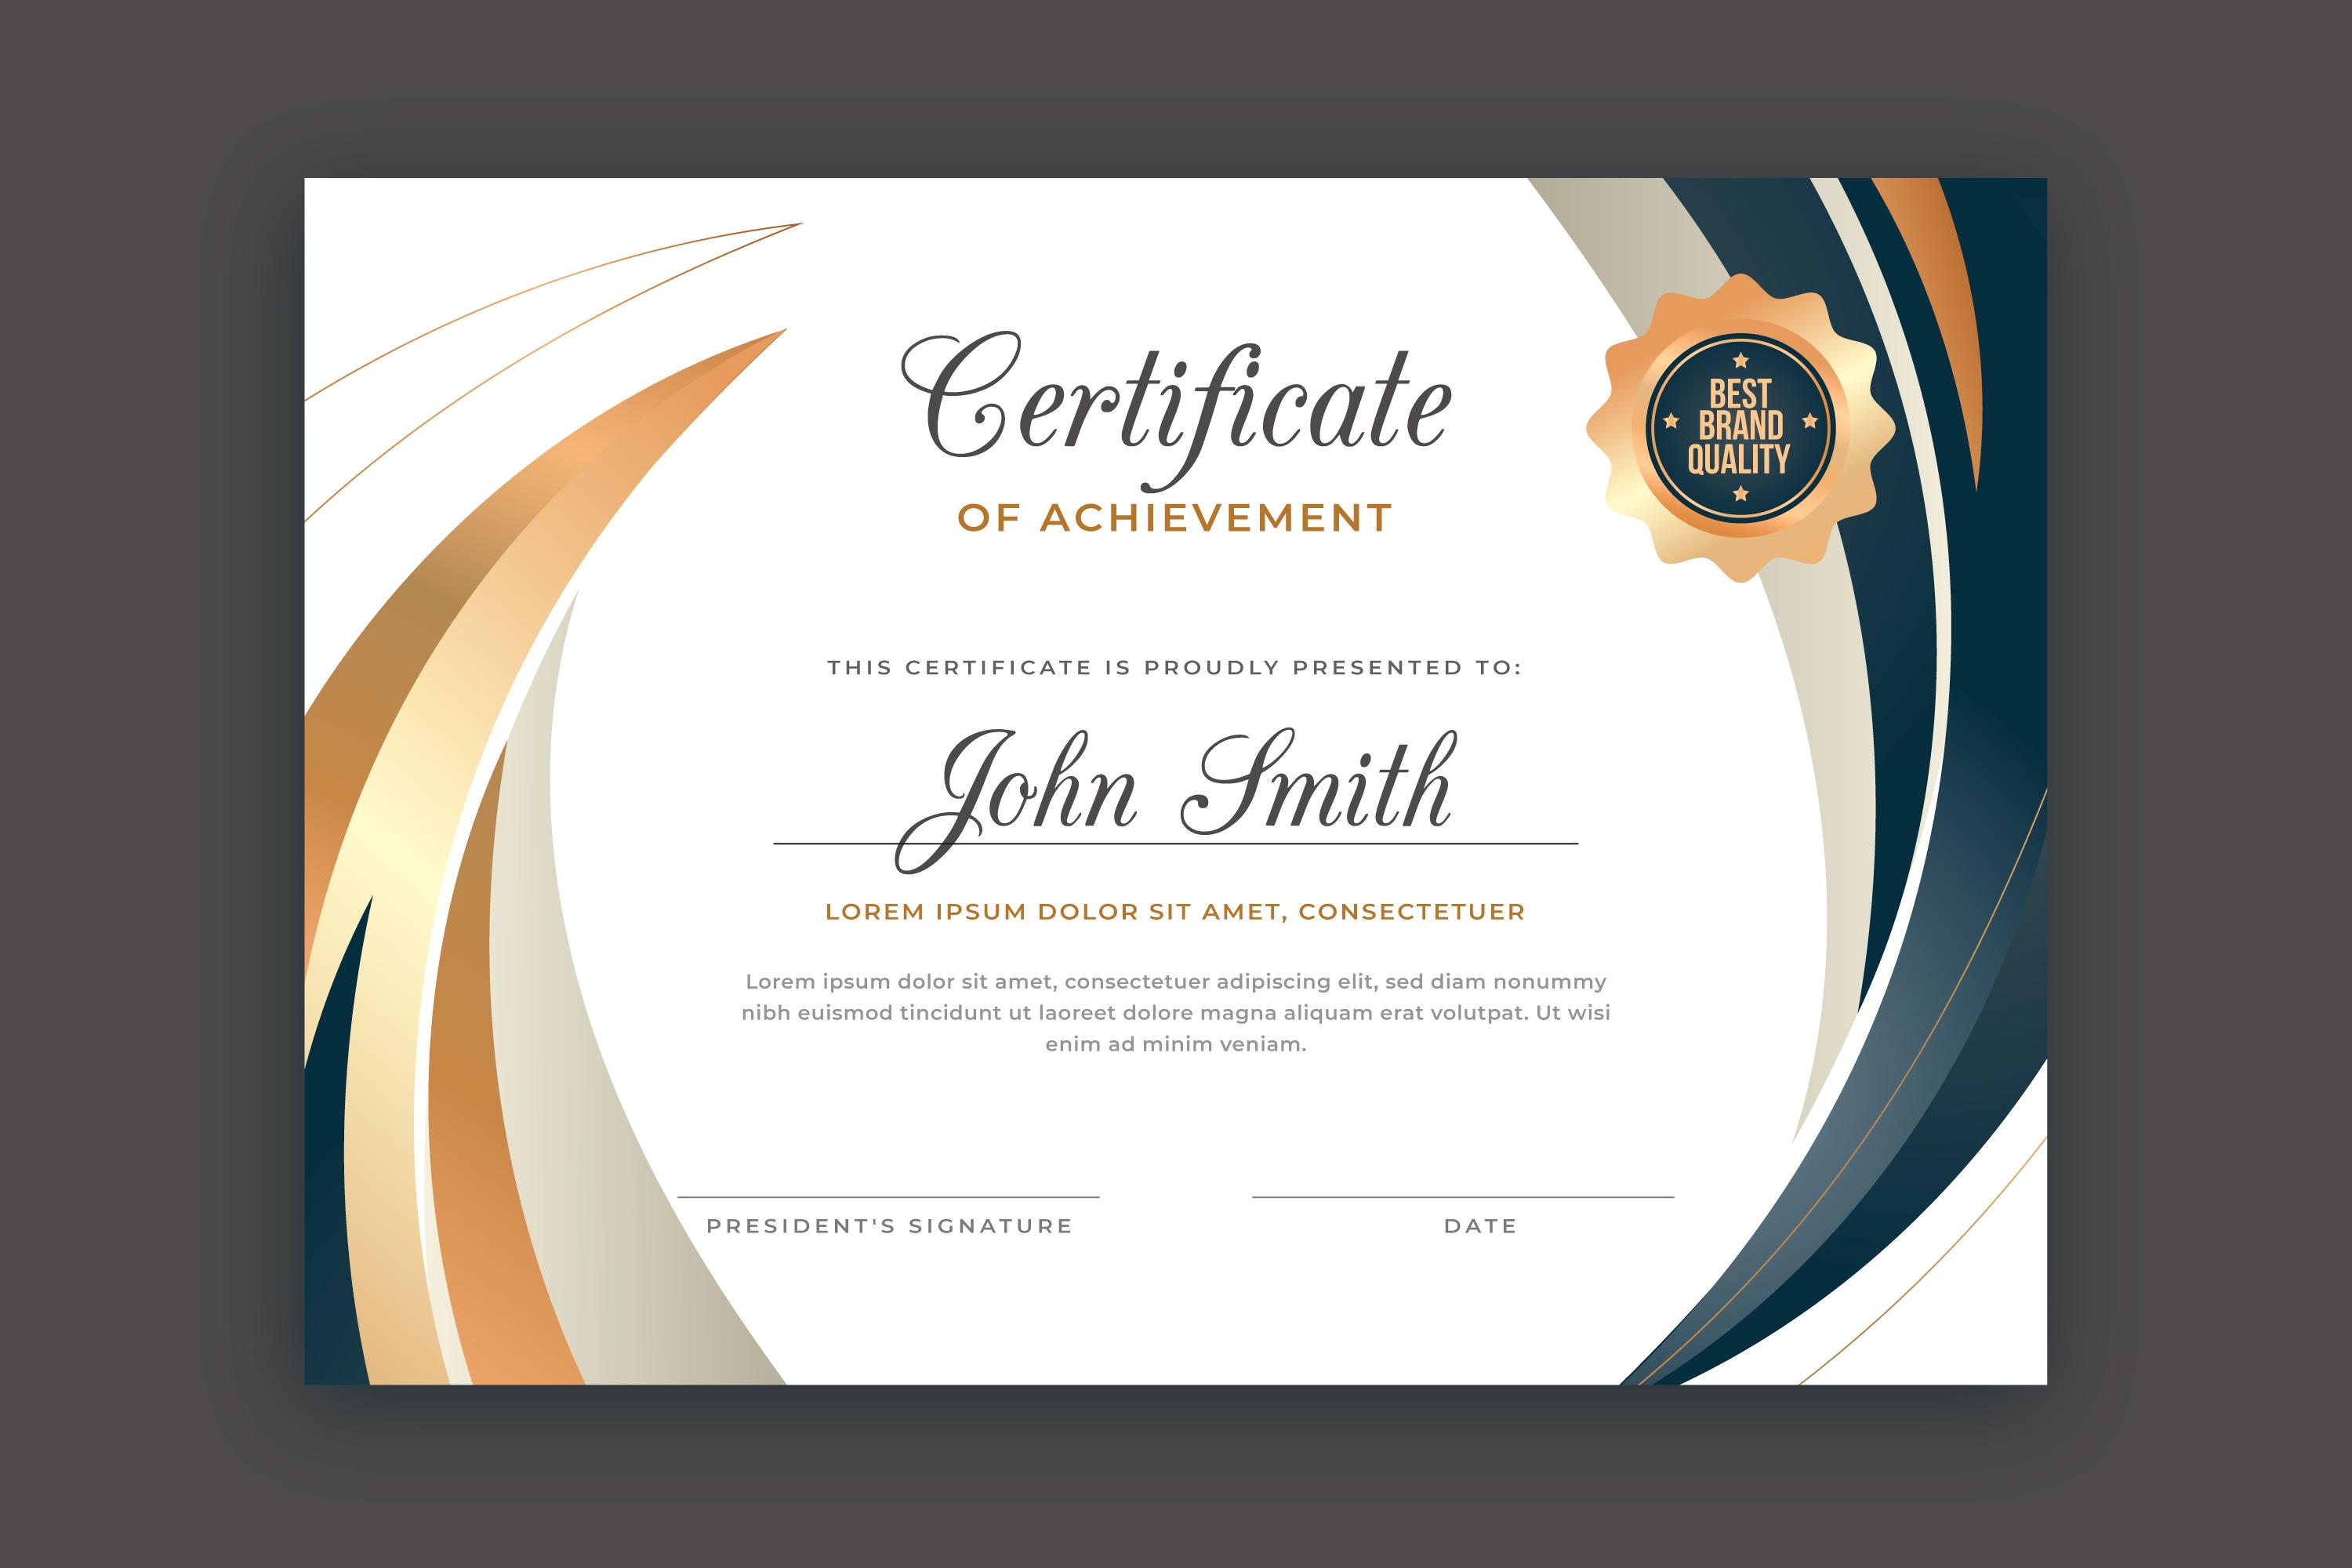 Certificate
OF ACHIEVEMENT
BEST
BRAND
QUALITY
THIS CERTIFICATE IS PROUDLY PRESENTED TO:
John Smith
LOREM IPSUM DOLOR SIT AMET, CONSECTETUER
Lorem ipsum dolor sit amet, consectetuer adipiscing elit, sed diam nonummy
nibh euismod tincidunt ut laoreet dolore magna aliquam erat volutpat. Ut wisi
enim ad minim veniam.
PRESIDENT'S SIGNATURE
DATE